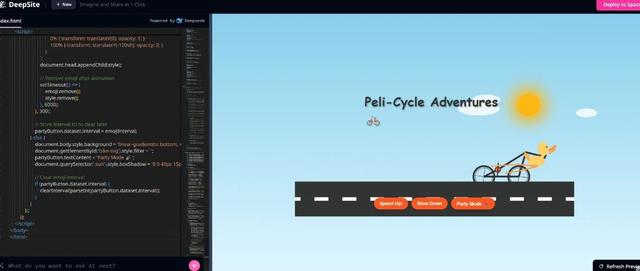 DeepSite
+ New
Imagine and Share in 1-Click
Deploy to Space
dex.html
Powered by Deepseek
<script>
0% { transform: translateY(0); opacity: 1; }
100% { transform: translateY(-100vh); opacity: 0; }
}
document.head.appendChild(style);
// Remove emoji after animation
setTimeout(() => {
emoji.remove();
style.remove();
}, 6000);
}, 300);
// Store interval ID to clear later
partyButton.dataset.interval = emojiInterval;
} else {
document.body.style.background = 'linear-gradient(to bottom,
document.getElementById('bike-svg').style.filter = '';
partyButton.textContent = 'Party Mode
document.querySelector('.sun').style.boxShadow = '0 0 40px 15p
// Clear emoji interval
if (partyButton.dataset.interval) {
clearInterval(parseInt(partyButton.dataset.interval));
}
}
});
</script>
</body>
</html>
What do you want to ask AI next?
Peli-Cycle Adventures
Speed Up!
Slow Down
Party Mode
Refresh Preview